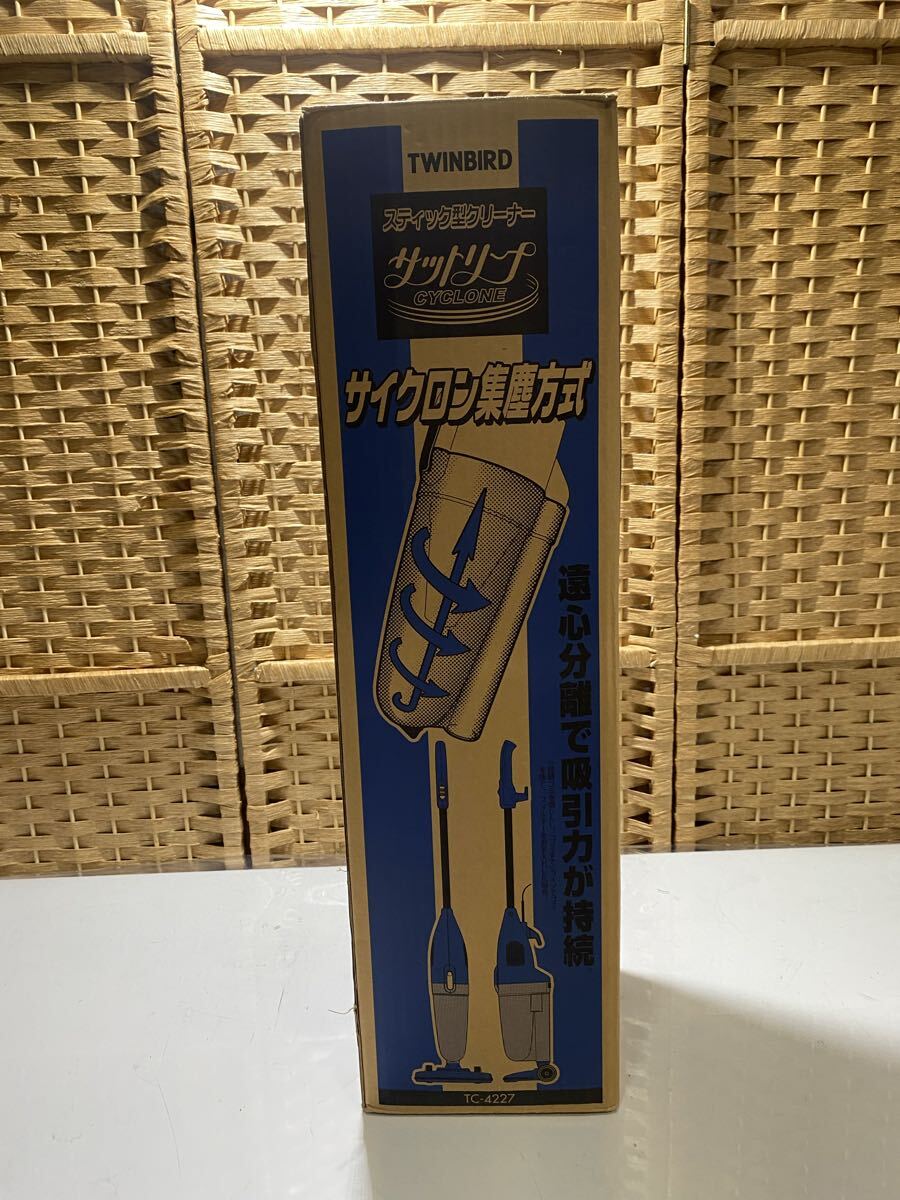 TWINBIRD
スティック型クリーナー
サットリープ
CYCLONE
サイクロン集塵方式
遠心分離で吸引力が持続。
TC-4227